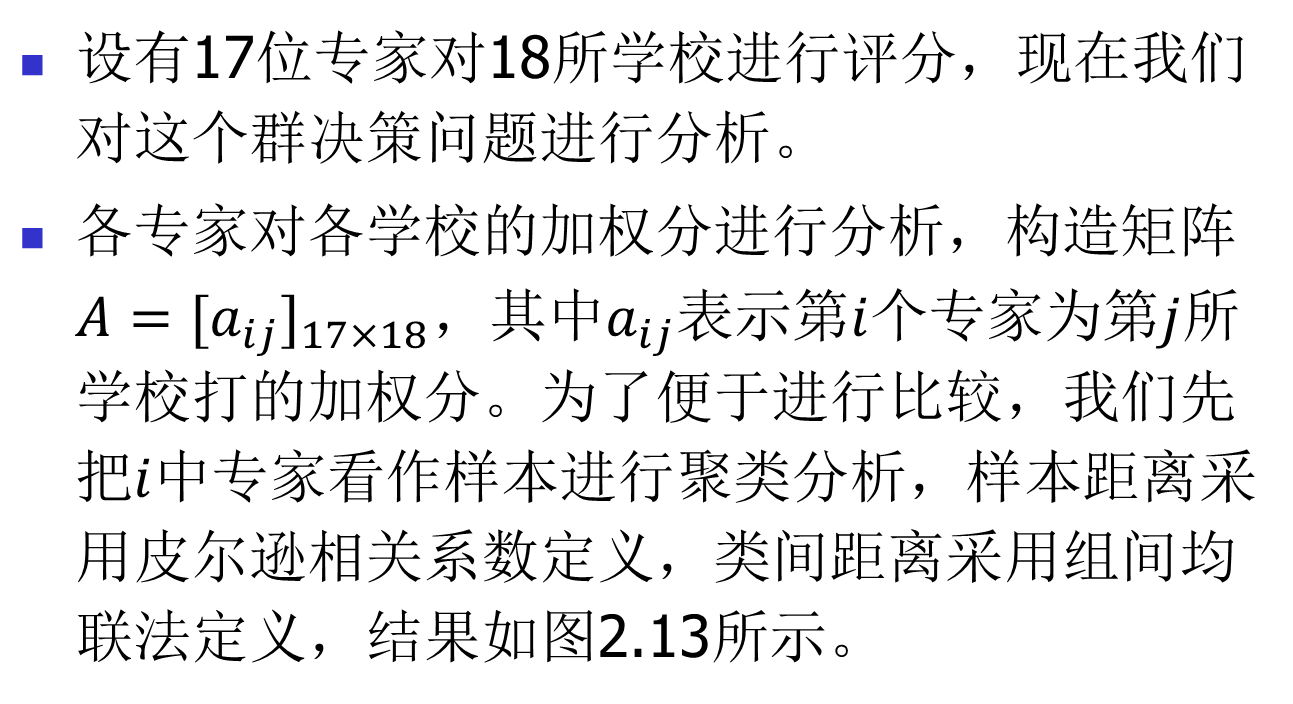 设有17位专家对18所学校进行评分，现在我们
对这个群决策问题进行分析。
各专家对各学校的加权分进行分析，构造矩阵
A = [a_{ij}]_{17×18}，其中a_{ij}表示第i个专家为第j所
学校打的加权分。为了便于进行比较，我们先
把i中专家看作样本进行聚类分析，样本距离采
用皮尔逊相关系数定义，类间距离采用组间均
联法定义，结果如图2.13所示。